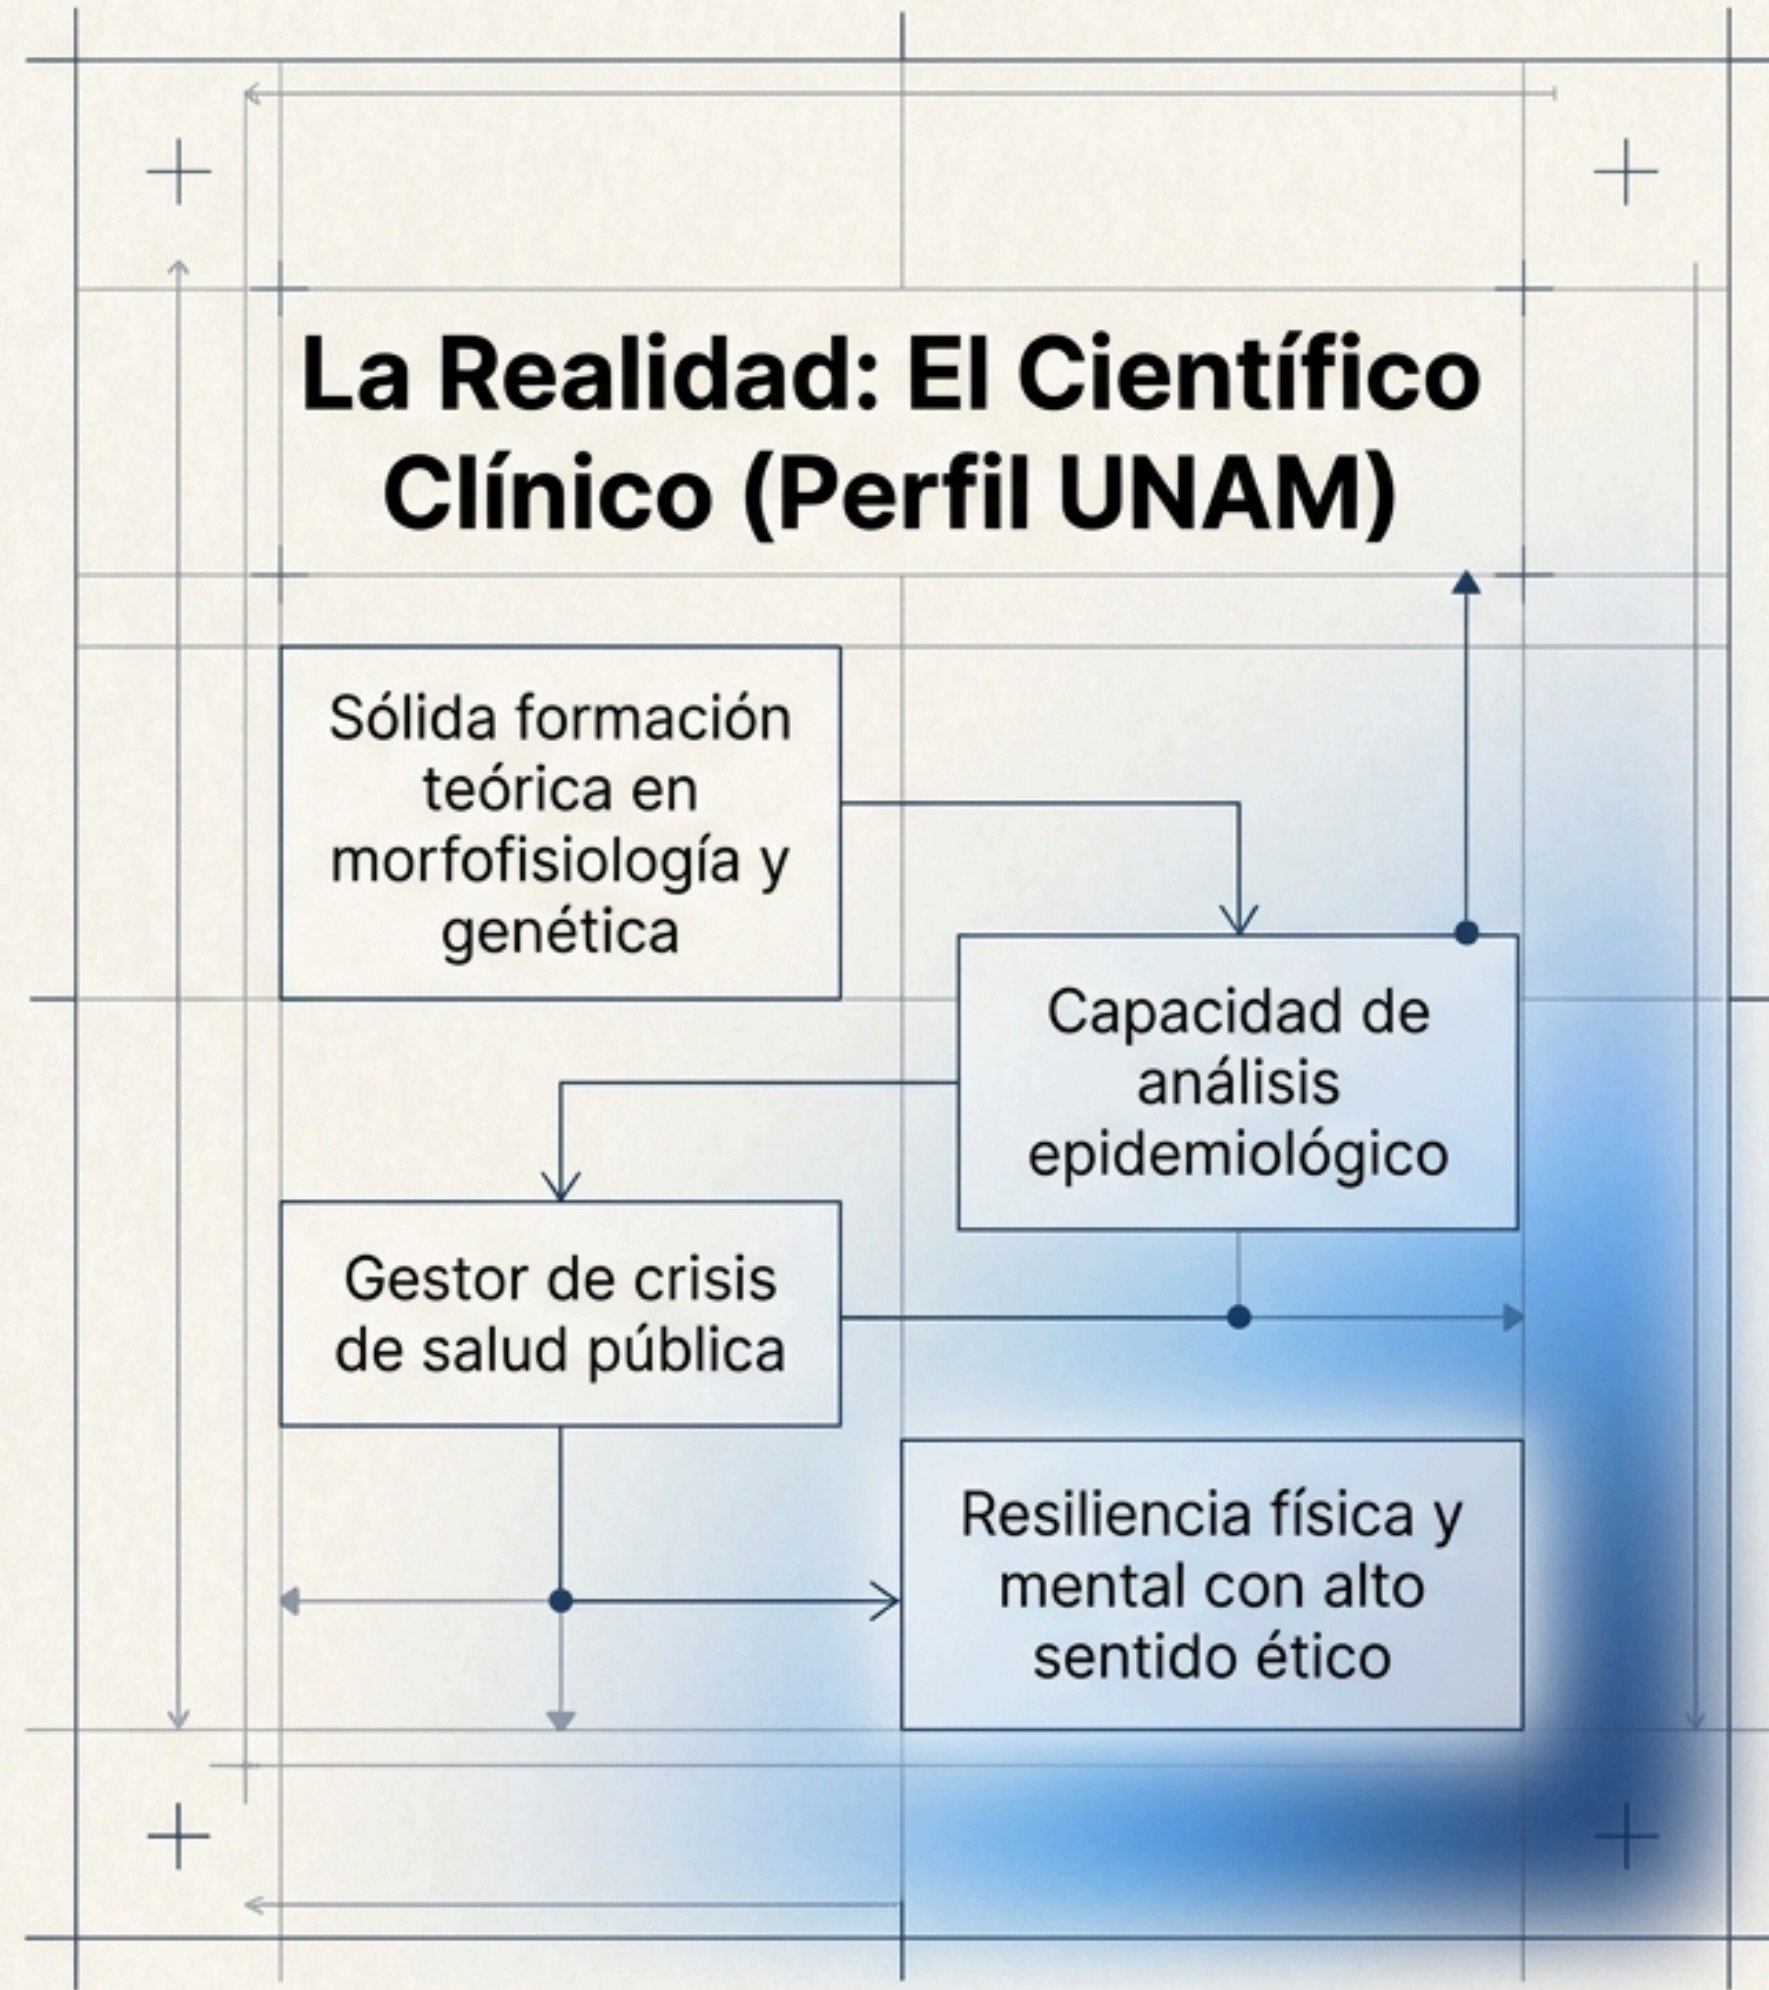 La Realidad: El Científico
Clínico (Perfil UNAM)
Sólida formación
teórica en
morfofisiología y
genética
Capacidad de
análisis
epidemiológico
Gestor de crisis
de salud pública
Resiliencia física y
mental con alto
sentido ético